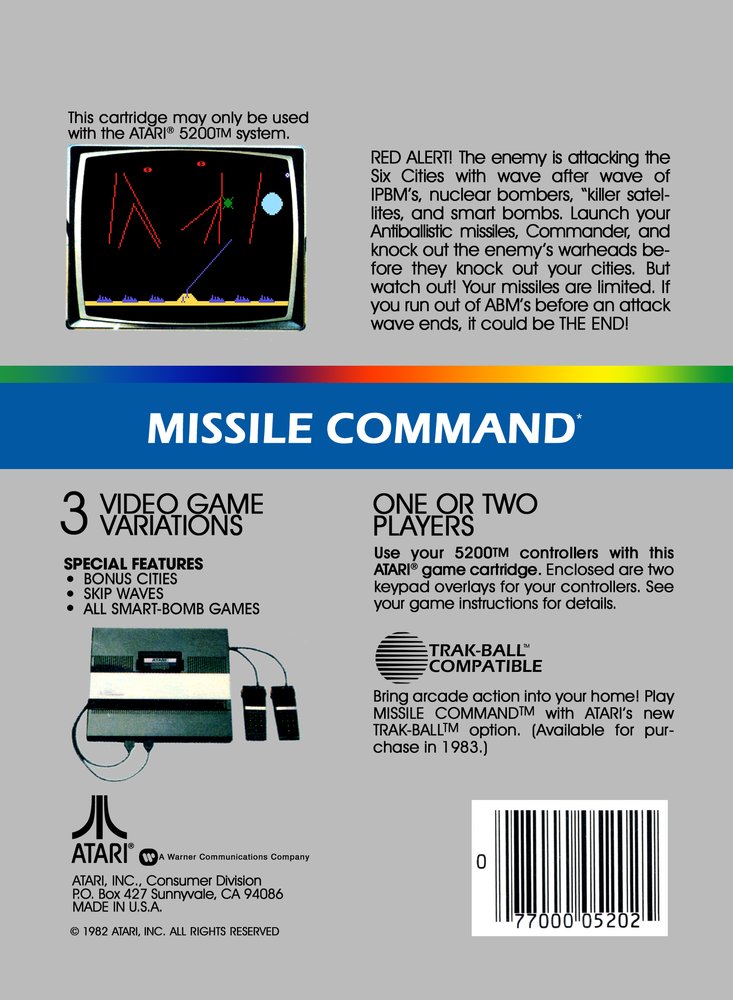 This cartridge may only be used
with the ATARI® 5200™ system.
RED ALERT! The enemy is attacking the
Six Cities with wave after wave of
IPBM's, nuclear bombers, "killer satel-
lites, and smart bombs. Launch your
Antiballistic missiles, Commander, and
knock out the enemy's warheads be-
fore they knock out your cities. But
watch out! Your missiles are limited. If
you run out of ABM's before an attack
wave ends, it could be THE END!
MISSILE COMMAND*
3 VIDEO GAME
VARIATIONS
SPECIAL FEATURES
• BONUS CITIES
• SKIP WAVES
• ALL SMART-BOMB GAMES
ONE OR TWO
PLAYERS
Use your 5200™ controllers with this
ATARI® game cartridge. Enclosed are two
keypad overlays for your controllers. See
your game instructions for details.
TRAK-BALL™
COMPATIBLE
Bring arcade action into your home! Play
MISSILE COMMAND™ with ATARI's new
TRAK-BALL™ option. (Available for pur-
chase in 1983.)
ATARI®
A Warner Communications Company
ATARI, INC., Consumer Division
P.O. Box 427 Sunnyvale, CA 94086
MADE IN U.S.A.
© 1982 ATARI, INC. ALL RIGHTS RESERVED
0 77000 05202